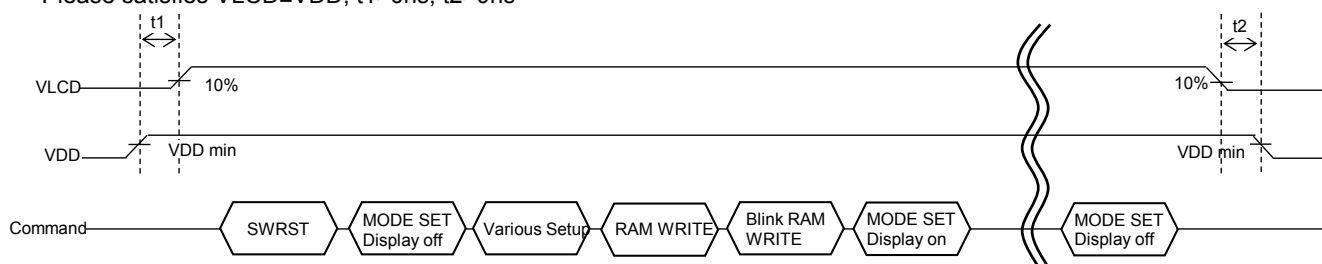 Please satisfies VLCD≥VDD, t1>0ns, t2>0ns
t1
t2
VLCD
10%
10%
VDD
VDD min
VDD min
Command
SWRST
MODE SET
Display off
Various Setup
RAM WRITE
Blink RAM
WRITE
MODE SET
Display on
MODE SET
Display off